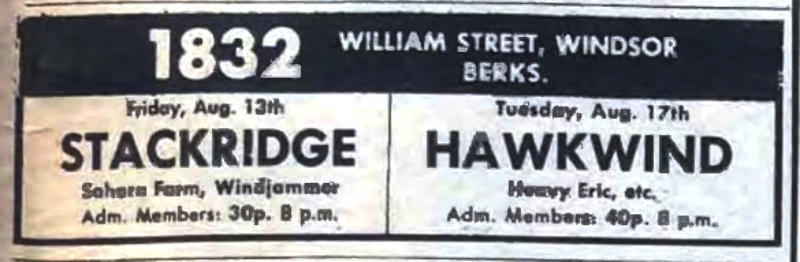 1832 WILLIAM STREET, WINDSOR
BERKS.
Friday, Aug. 13th
STACKRIDGE
Sahara Farm, Windjammer
Adm. Members: 30p. 8 p.m.
Tuesday, Aug. 17th
HAWKWIND
Heavy Eric, etc.
Adm. Members: 40p. 8 p.m.